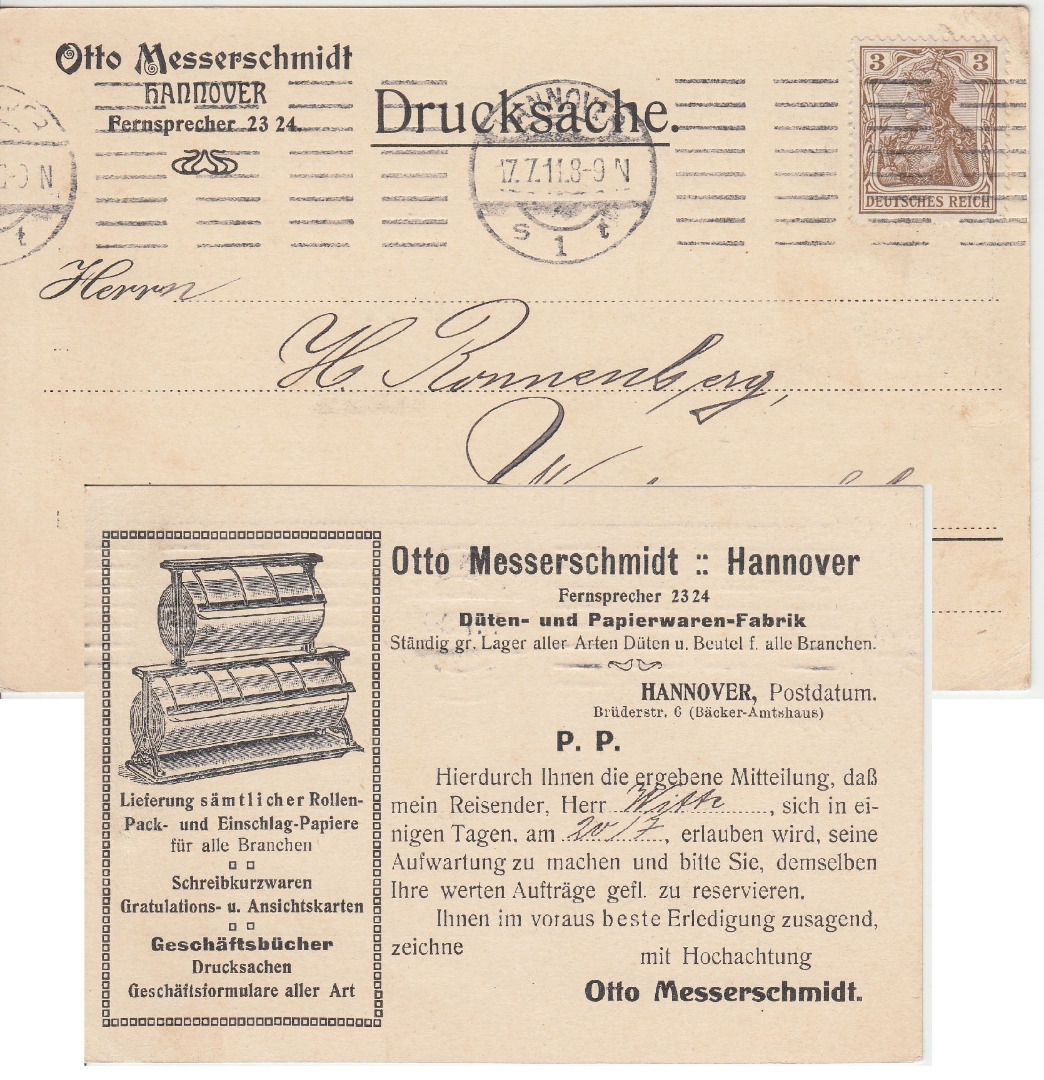 Otto Messerschmidt
HANNOVER
Fernsprecher 23 24.
Drucksache.
3 3
DEUTSCHES REICH
HANNOVER
17.7.11.8-9 N
s 1 t
9 N
t
Herrn
H Ronnenberg,
Otto Messerschmidt :: Hannover
Fernsprecher 23 24
Düten- und Papierwaren-Fabrik
Ständig gr. Lager aller Arten Düten u. Beutel f. alle Branchen.
HANNOVER, Postdatum.
Brüderstr. 6 (Bäcker-Amtshaus)
P. P.
Hierdurch Ihnen die ergebene Mitteilung, daß
mein Reisender, Herr Witte, sich in ei-
nigen Tagen, am 20/7, erlauben wird, seine
Aufwartung zu machen und bitte Sie, demselben
Ihre werten Aufträge gefl. zu reservieren.
Ihnen im voraus beste Erledigung zusagend,
zeichne
mit Hochachtung
Otto Messerschmidt.
Lieferung sämtlicher Rollen-
Pack- und Einschlag-Papiere
für alle Branchen
Schreibkurzwaren
Gratulations- u. Ansichtskarten
Geschäftsbücher
Drucksachen
Geschäftsformulare aller Art